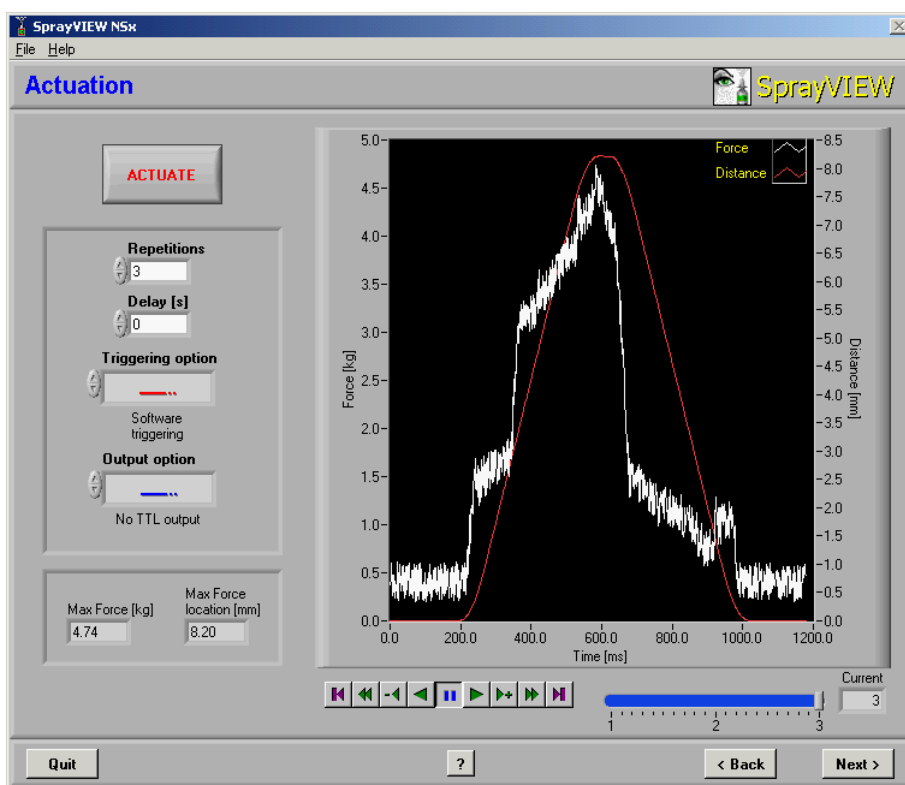 SprayVIEW NSx
File Help
Actuation
SprayVIEW
ACTUATE
Repetitions
3
Delay [s]
0
Triggering option
Software
triggering
Output option
No TTL output
Max Force [kg]
4.74
Max Force
location [mm]
8.20
Force
Distance
5.0
4.5
4.0
3.5
3.0
2.5
2.0
1.5
1.0
0.5
0.0
Force [kg]
8.5
8.0
7.5
7.0
6.5
6.0
5.5
5.0
4.5
4.0
3.5
3.0
2.5
2.0
1.5
1.0
0.5
0.0
Distance [mm]
0.0 200.0 400.0 600.0 800.0 1000.0 1200.0
Time [ms]
Current
3
1 2 3
Quit
?
< Back
Next >